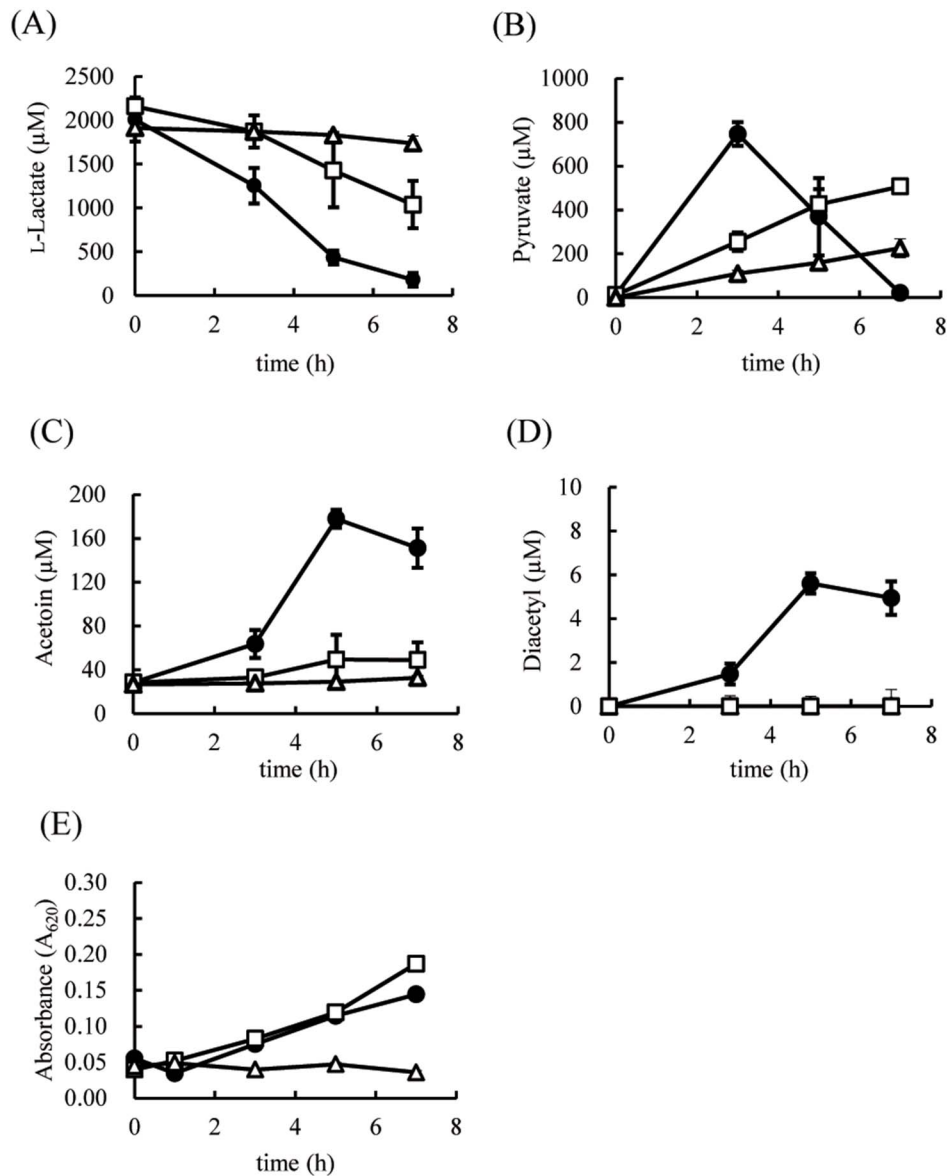 (A)
2500
2000
1500
1000
500
0
L-Lactate (µM)
0 2 4 6 8
time (h)
(B)
1000
800
600
400
200
0
Pyruvate (µM)
0 2 4 6 8
time (h)
(C)
200
160
120
80
40
0
Acetoin (µM)
0 2 4 6 8
time (h)
(D)
10
8
6
4
2
0
Diacetyl (µM)
0 2 4 6 8
time (h)
(E)
0.30
0.25
0.20
0.15
0.10
0.05
0.00
Absorbance (A620)
0 2 4 6 8
time (h)